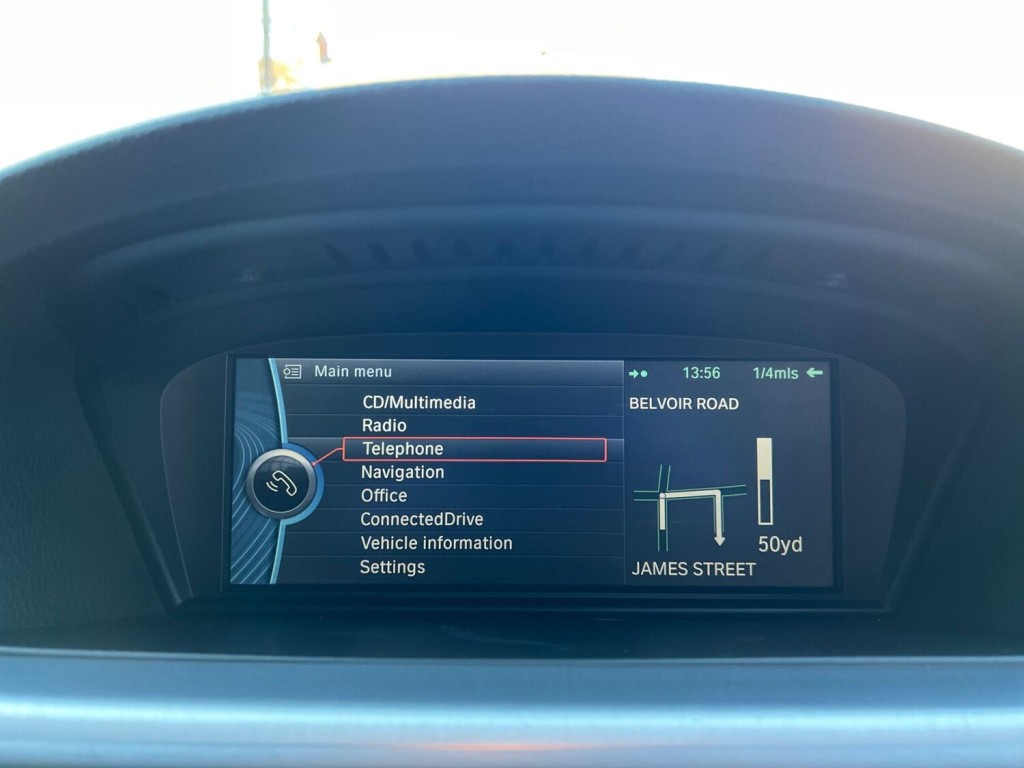 Main menu
CD/Multimedia
Radio
Telephone
Navigation
Office
ConnectedDrive
Vehicle information
Settings
13:56 1/4mls
BELVOIR ROAD
50yd
JAMES STREET